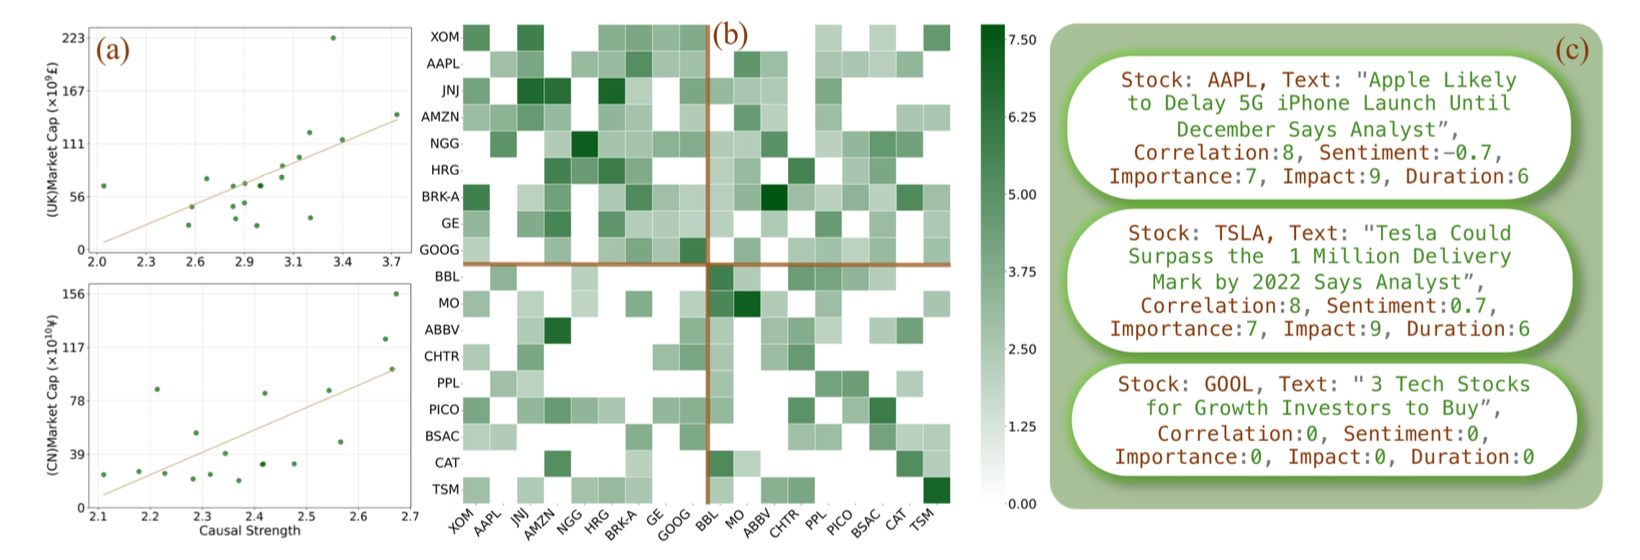 (a)
(UK)Market Cap (×10⁹£)
223
167
111
56
0
2.0 2.3 2.6 2.9 3.1 3.4 3.7
(CN)Market Cap (×10¹⁰¥)
156
117
78
39
0
2.1 2.2 2.3 2.4 2.5 2.6 2.7
Causal Strength
(b)
XOM
AAPL
JNJ
AMZN
NGG
HRG
BRK-A
GE
GOOG
BBL
MO
ABBV
CHTR
PPL
PICO
BSAC
CAT
TSM
XOM AAPL JNJ AMZN NGG HRG BRK-A GE GOOG BBL MO ABBV CHTR PPL PICO BSAC CAT TSM
7.50
6.25
5.00
3.75
2.50
1.25
0.00
(c)
Stock: AAPL, Text: "Apple Likely
to Delay 5G iPhone Launch Until
December Says Analyst”,
Correlation:8, Sentiment:−0.7,
Importance:7, Impact:9, Duration:6
Stock: TSLA, Text: "Tesla Could
Surpass the 1 Million Delivery
Mark by 2022 Says Analyst”,
Correlation:8, Sentiment:0.7,
Importance:7, Impact:9, Duration:6
Stock: GOOL, Text: "3 Tech Stocks
for Growth Investors to Buy”,
Correlation:0, Sentiment:0,
Importance:0, Impact:0, Duration:0